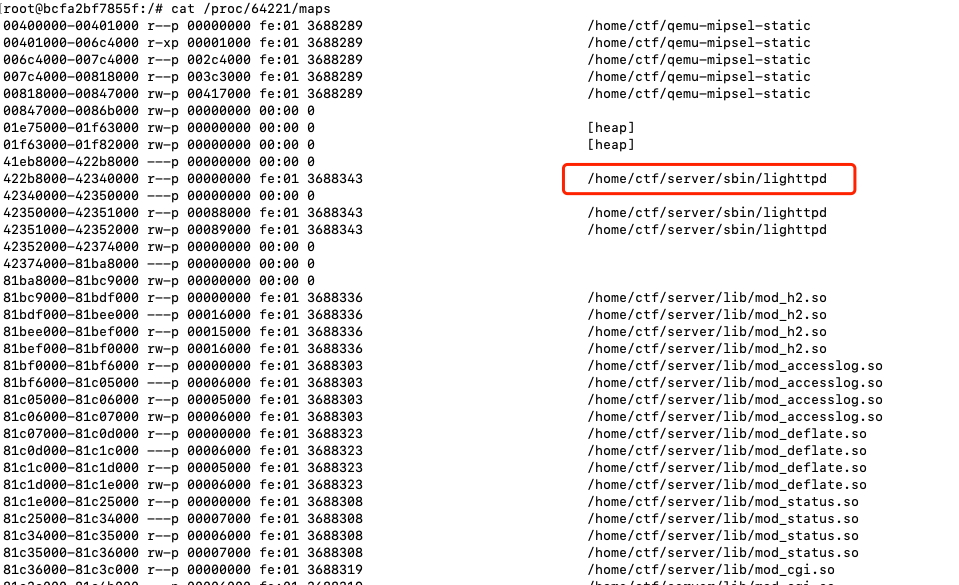 [root@bcfa2bf7855f:/# cat /proc/64221/maps
00400000-00401000 r--p 00000000 fe:01 3688289 /home/ctf/qemu-mipsel-static
00401000-006c4000 r-xp 00001000 fe:01 3688289 /home/ctf/qemu-mipsel-static
006c4000-007c4000 r--p 002c4000 fe:01 3688289 /home/ctf/qemu-mipsel-static
007c4000-00818000 r--p 003c3000 fe:01 3688289 /home/ctf/qemu-mipsel-static
00818000-00847000 rw-p 00417000 fe:01 3688289 /home/ctf/qemu-mipsel-static
00847000-0086b000 rw-p 00000000 00:00 0
01e75000-01f63000 rw-p 00000000 00:00 0 [heap]
01f63000-01f82000 rw-p 00000000 00:00 0 [heap]
41eb8000-422b8000 ---p 00000000 00:00 0
422b8000-42340000 r--p 00000000 fe:01 3688343 /home/ctf/server/sbin/lighttpd
42340000-42350000 ---p 00000000 00:00 0
42350000-42351000 r--p 00088000 fe:01 3688343 /home/ctf/server/sbin/lighttpd
42351000-42352000 rw-p 00089000 fe:01 3688343 /home/ctf/server/sbin/lighttpd
42352000-42374000 rw-p 00000000 00:00 0
42374000-81ba8000 ---p 00000000 00:00 0
81ba8000-81bc9000 rw-p 00000000 00:00 0
81bc9000-81bdf000 r--p 00000000 fe:01 3688336 /home/ctf/server/lib/mod_h2.so
81bdf000-81bee000 ---p 00016000 fe:01 3688336 /home/ctf/server/lib/mod_h2.so
81bee000-81bef000 r--p 00015000 fe:01 3688336 /home/ctf/server/lib/mod_h2.so
81bef000-81bf0000 rw-p 00016000 fe:01 3688336 /home/ctf/server/lib/mod_h2.so
81bf0000-81bf6000 r--p 00000000 fe:01 3688303 /home/ctf/server/lib/mod_accesslog.so
81bf6000-81c05000 ---p 00006000 fe:01 3688303 /home/ctf/server/lib/mod_accesslog.so
81c05000-81c06000 r--p 00005000 fe:01 3688303 /home/ctf/server/lib/mod_accesslog.so
81c06000-81c07000 rw-p 00006000 fe:01 3688303 /home/ctf/server/lib/mod_accesslog.so
81c07000-81c0d000 r--p 00000000 fe:01 3688323 /home/ctf/server/lib/mod_deflate.so
81c0d000-81c1c000 ---p 00006000 fe:01 3688323 /home/ctf/server/lib/mod_deflate.so
81c1c000-81c1d000 r--p 00005000 fe:01 3688323 /home/ctf/server/lib/mod_deflate.so
81c1d000-81c1e000 rw-p 00006000 fe:01 3688323 /home/ctf/server/lib/mod_deflate.so
81c1e000-81c25000 r--p 00000000 fe:01 3688308 /home/ctf/server/lib/mod_status.so
81c25000-81c34000 ---p 00007000 fe:01 3688308 /home/ctf/server/lib/mod_status.so
81c34000-81c35000 r--p 00006000 fe:01 3688308 /home/ctf/server/lib/mod_status.so
81c35000-81c36000 rw-p 00007000 fe:01 3688308 /home/ctf/server/lib/mod_status.so
81c36000-81c3c000 r--p 00000000 fe:01 3688319 /home/ctf/server/lib/mod_cgi.so